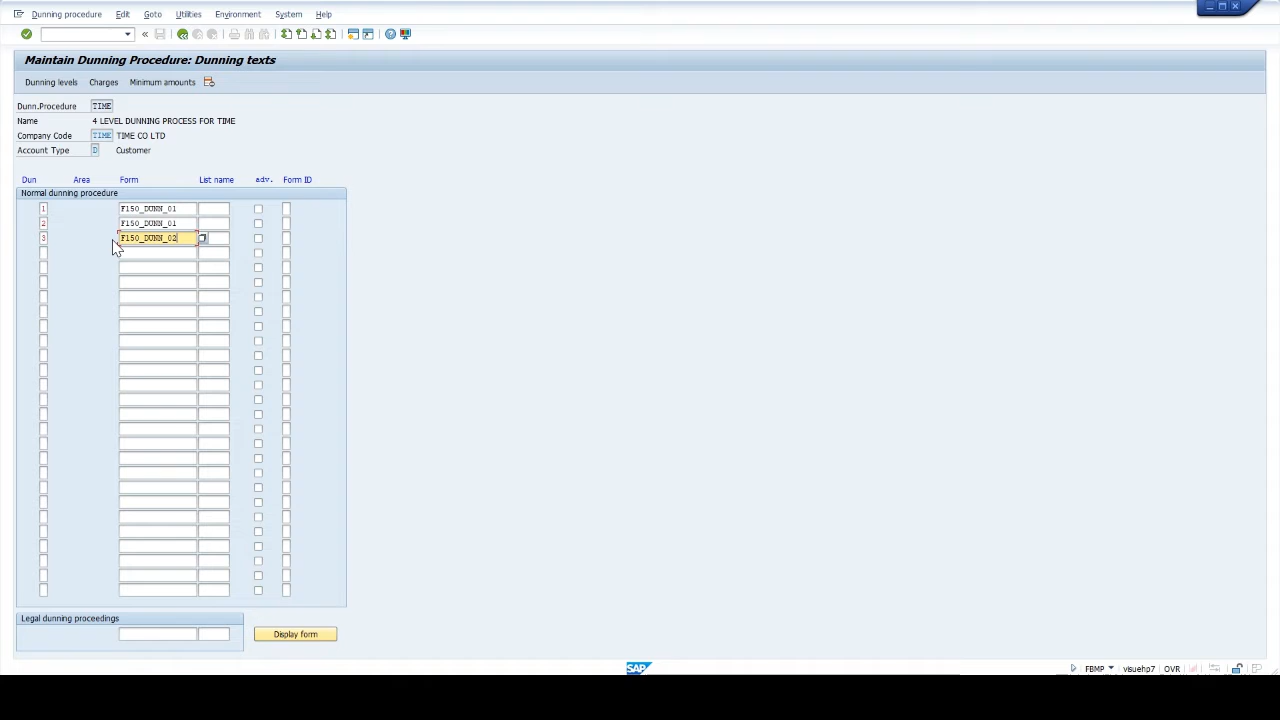 Dunning procedure Edit Goto Utilities Environment System Help
Maintain Dunning Procedure: Dunning texts
Dunning levels Charges Minimum amounts
Dunn.Procedure TIME
Name 4 LEVEL DUNNING PROCESS FOR TIME
Company Code TIME TIME CO LTD
Account Type D Customer
Dun Area Form List name adv. Form ID
Normal dunning procedure
1 F150_DUNN_01
2 F150_DUNN_01
3 F150_DUNN_02
Legal dunning proceedings
Display form
SAP FBMP visuehp7 OVR